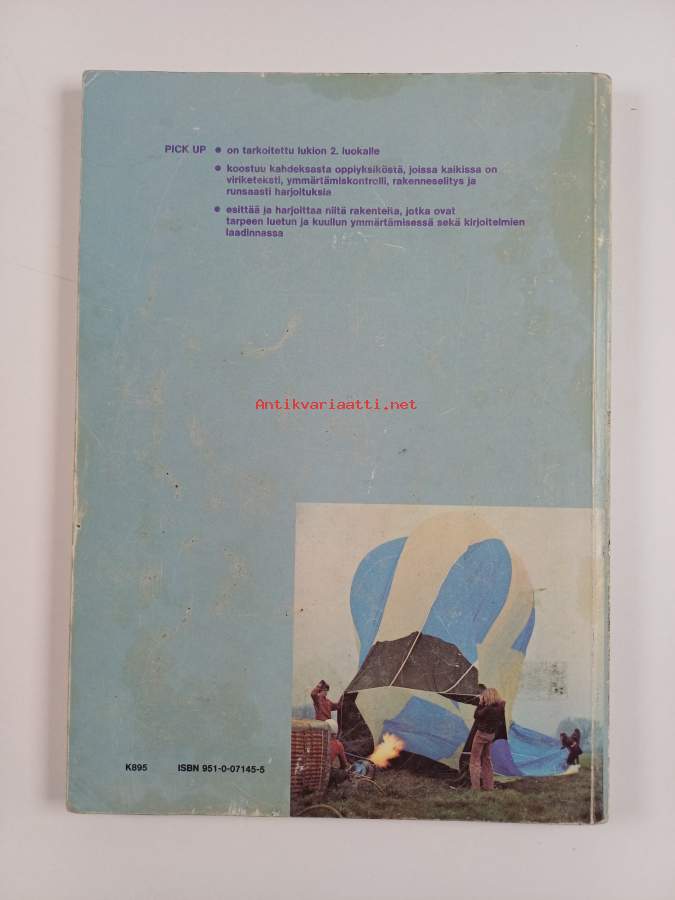 PICK UP • on tarkoitettu lukion 2. luokalle
• koostuu kahdeksasta oppiyksiköstä, joissa kaikissa on
viriketeksti, ymmärtämiskontrolli, rakenneselitys ja
runsaasti harjoituksia
• esittää ja harjoittaa niitä rakenteita, jotka ovat
tarpeen luetun ja kuullun ymmärtämisessä sekä kirjoitelmien
laadinnassa
Antikvariaatti.net
K895 ISBN 951-0-07145-5